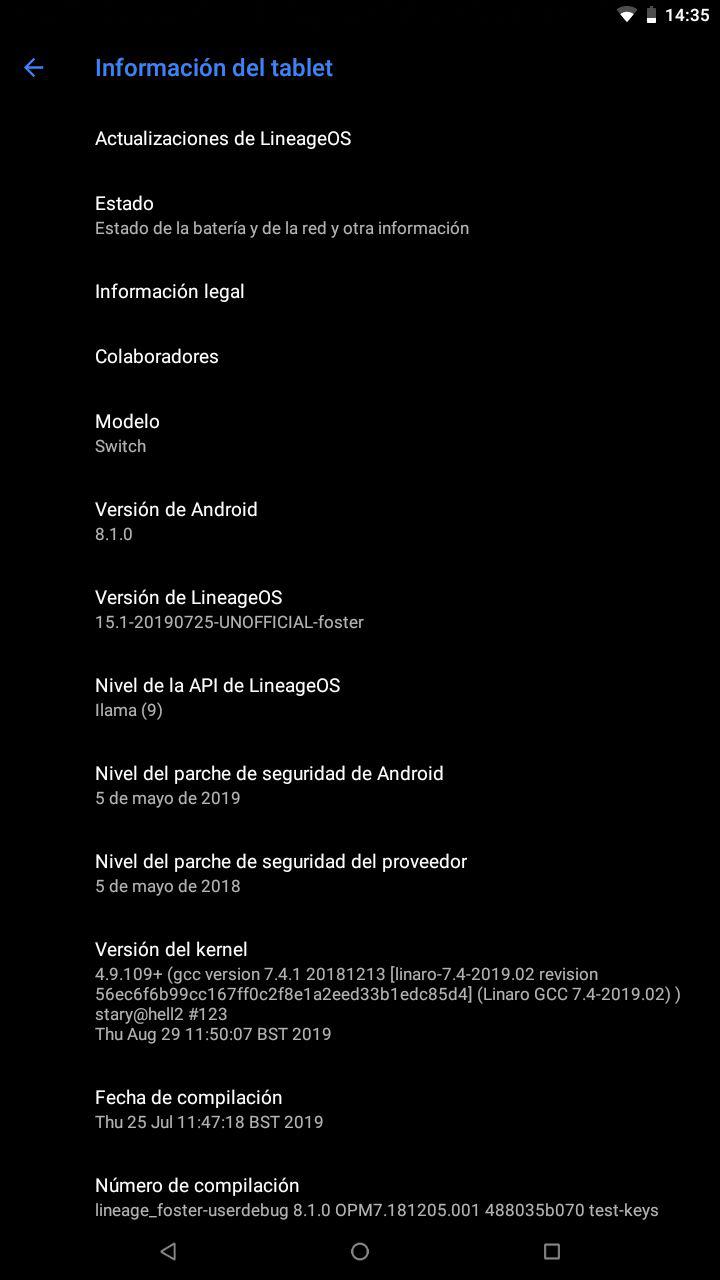 14:35
Información del tablet
Actualizaciones de LineageOS
Estado
Estado de la batería y de la red y otra información
Información legal
Colaboradores
Modelo
Switch
Versión de Android
8.1.0
Versión de LineageOS
15.1-20190725-UNOFFICIAL-foster
Nivel de la API de LineageOS
Ilama (9)
Nivel del parche de seguridad de Android
5 de mayo de 2019
Nivel del parche de seguridad del proveedor
5 de mayo de 2018
Versión del kernel
4.9.109+ (gcc version 7.4.1 20181213 [linaro-7.4-2019.02 revision
56ec6f6b99cc167ff0c2f8e1a2eed33b1edc85d4] (Linaro GCC 7.4-2019.02) )
stary@hell2 #123
Thu Aug 29 11:50:07 BST 2019
Fecha de compilación
Thu 25 Jul 11:47:18 BST 2019
Número de compilación
lineage_foster-userdebug 8.1.0 OPM7.181205.001 488035b070 test-keys